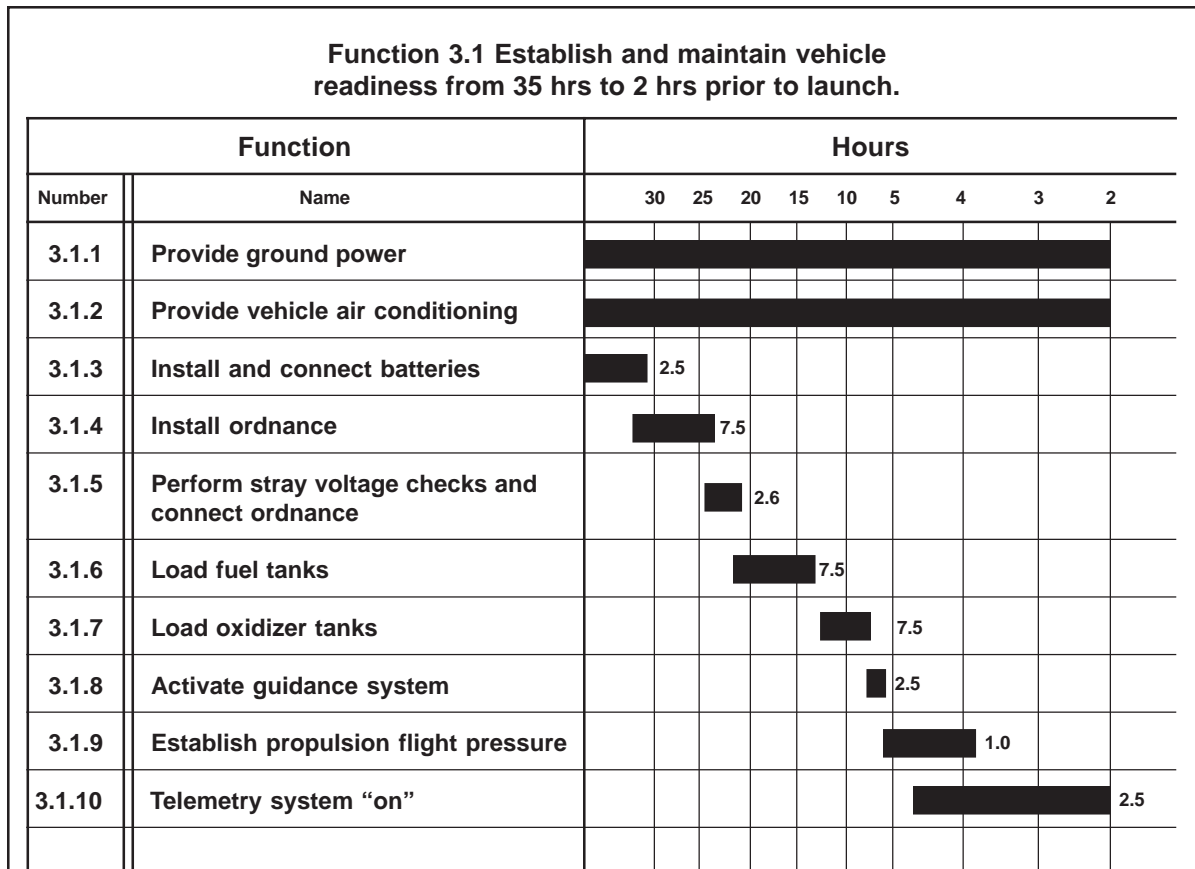 Function 3.1 Establish and maintain vehicle
readiness from 35 hrs to 2 hrs prior to launch.
Function Hours
Number Name 30 25 20 15 10 5 4 3 2
3.1.1 Provide ground power
3.1.2 Provide vehicle air conditioning
3.1.3 Install and connect batteries 2.5
3.1.4 Install ordnance 7.5
3.1.5 Perform stray voltage checks and
connect ordnance 2.6
3.1.6 Load fuel tanks 7.5
3.1.7 Load oxidizer tanks 7.5
3.1.8 Activate guidance system 2.5
3.1.9 Establish propulsion flight pressure 1.0
3.1.10 Telemetry system “on” 2.5